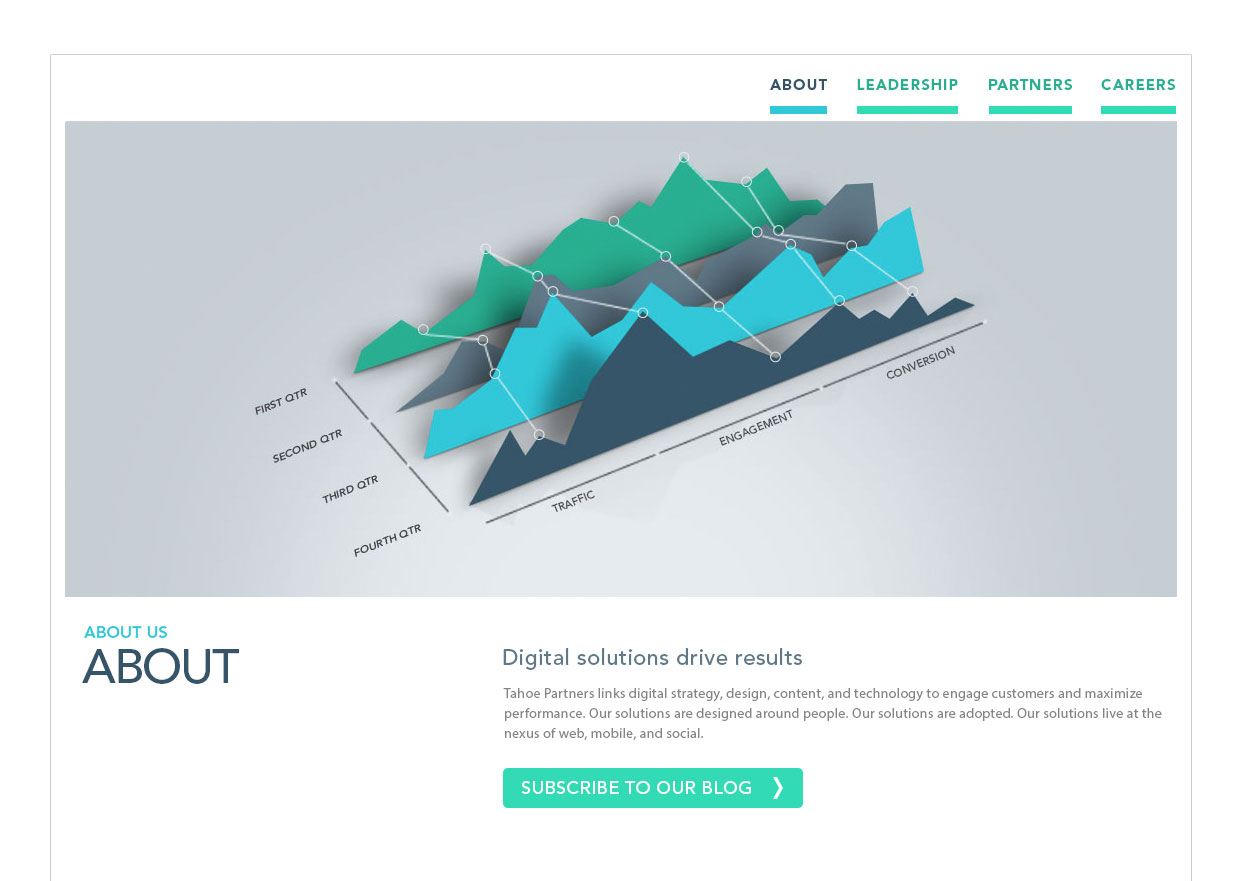 ABOUT LEADERSHIP PARTNERS CAREERS
FIRST QTR
SECOND QTR
THIRD QTR
FOURTH QTR
TRAFFIC
ENGAGEMENT
CONVERSION
ABOUT US
ABOUT
Digital solutions drive results
Tahoe Partners links digital strategy, design, content, and technology to engage customers and maximize
performance. Our solutions are designed around people. Our solutions are adopted. Our solutions live at the
nexus of web, mobile, and social.
SUBSCRIBE TO OUR BLOG ❯